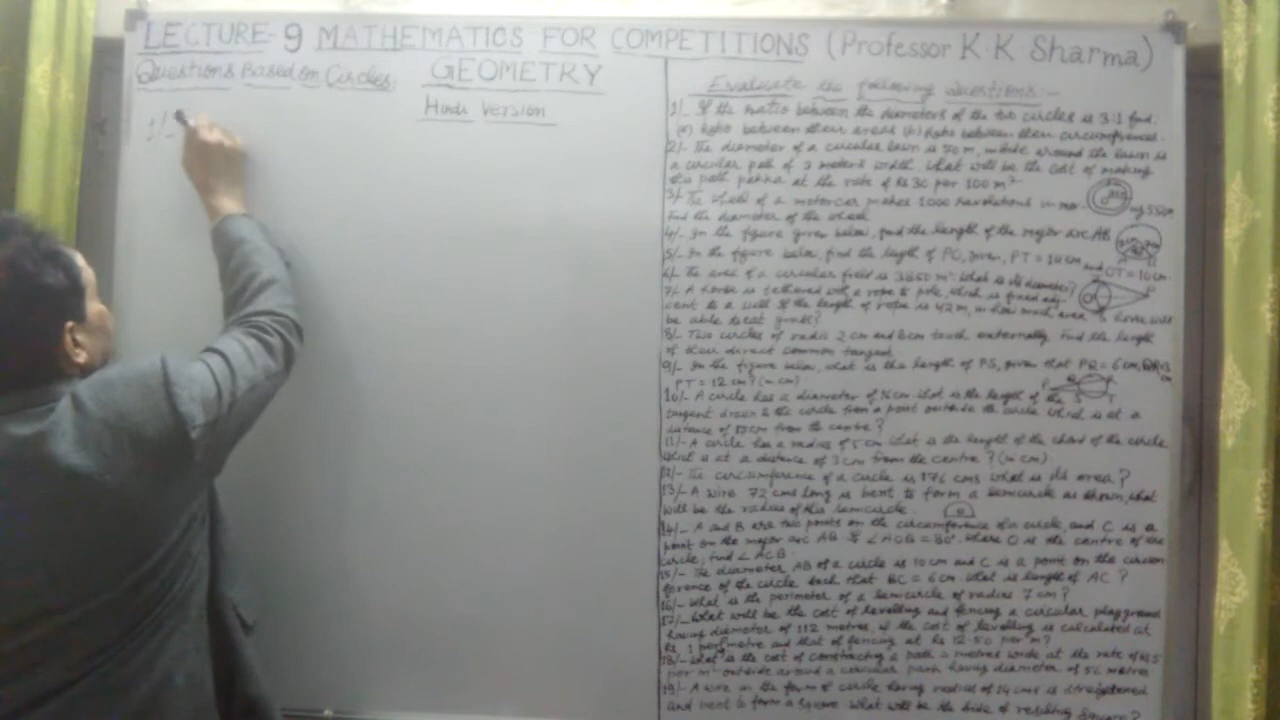 LECTURE-9 MATHEMATICS FOR COMPETITIONS (Professor K.K Sharma)
Questions Based on Circles:
GEOMETRY
Hindi Version
1/-
Evaluate the following Questions:-
1/- If the ratio between the diameters of the two circles is 3:1 find:
(a) Ratio between their areas (b) Ratio between their circumferences.
2/- The diameter of a circular lawn is 70 m, outside around the lawn is
a circular path of 3 meters width. What will be the cost of making
this path pakka at the rate of Rs 30 per 100 m²
3/- The wheel of a motorcar makes 1000 revolutions in mov-
ing 550m
Find the diameter of the wheel
4/- In the figure given below, find the length of the major arc AB
5/- In the figure below, find the length of PO, given, PT = 14 cm
and OT = 10 cm.
6/- The area of a circular field is 3850 m². What is its diameter?
7/- A horse is tethered with a rope to pole, which is fixed adj-
cent to a wall if the length of rope is 42 m, in how much area horse will
be able to eat grass?
8/- Two circles of radii 2 cm and 8 cm touch externally. Find the length
of their direct common tangent.
9/- In the figure below, what is the length of PS, given that PQ = 6 cm,
PT = 12 cm? (in cm)
10/- A circle has a diameter of 16 cm what is the length of the
tangent drawn to the circle from a point outside the circle which is at a
distance of cm from the centre?
11/- A circle has a radius of 5 cm what is the length of the chord of the circle
which is at a distance of 3 cm from the centre? (in cm)
12/- The circumference of a circle is 176 cms what is its area?
13/- A wire 72 cms long is bent to form a semicircle as shown, what
will be the radius of this semicircle.
14/- A and B are two points on the circumference of a circle, and C is a
point on the major arc AB. If ∠AOB = 80°. where O is the centre of the
circle; find ∠ACB.
15/- The diameter AB of a circle is 10 cm and C is a point on the circum
ference of the circle such that BC = 6 cm. What is length of AC?
16/- What is the perimeter of a semicircle of radius 7 cm?
17/- What will be the cost of levelling and fencing a circular playground
having diameter of 112 metres, if the cost of levelling is calculated at
Rs 1 per metre and that of fencing at Rs 12.50 per m?
18/- What is the cost of constructing a path metres wide at the rate of Rs 5
per m² outside around a circular park having diameter of 56 metres
19/- A wire in the form of circle having radius of 14 cms is straightened
and bent to form a square what will be the side of resulting square?